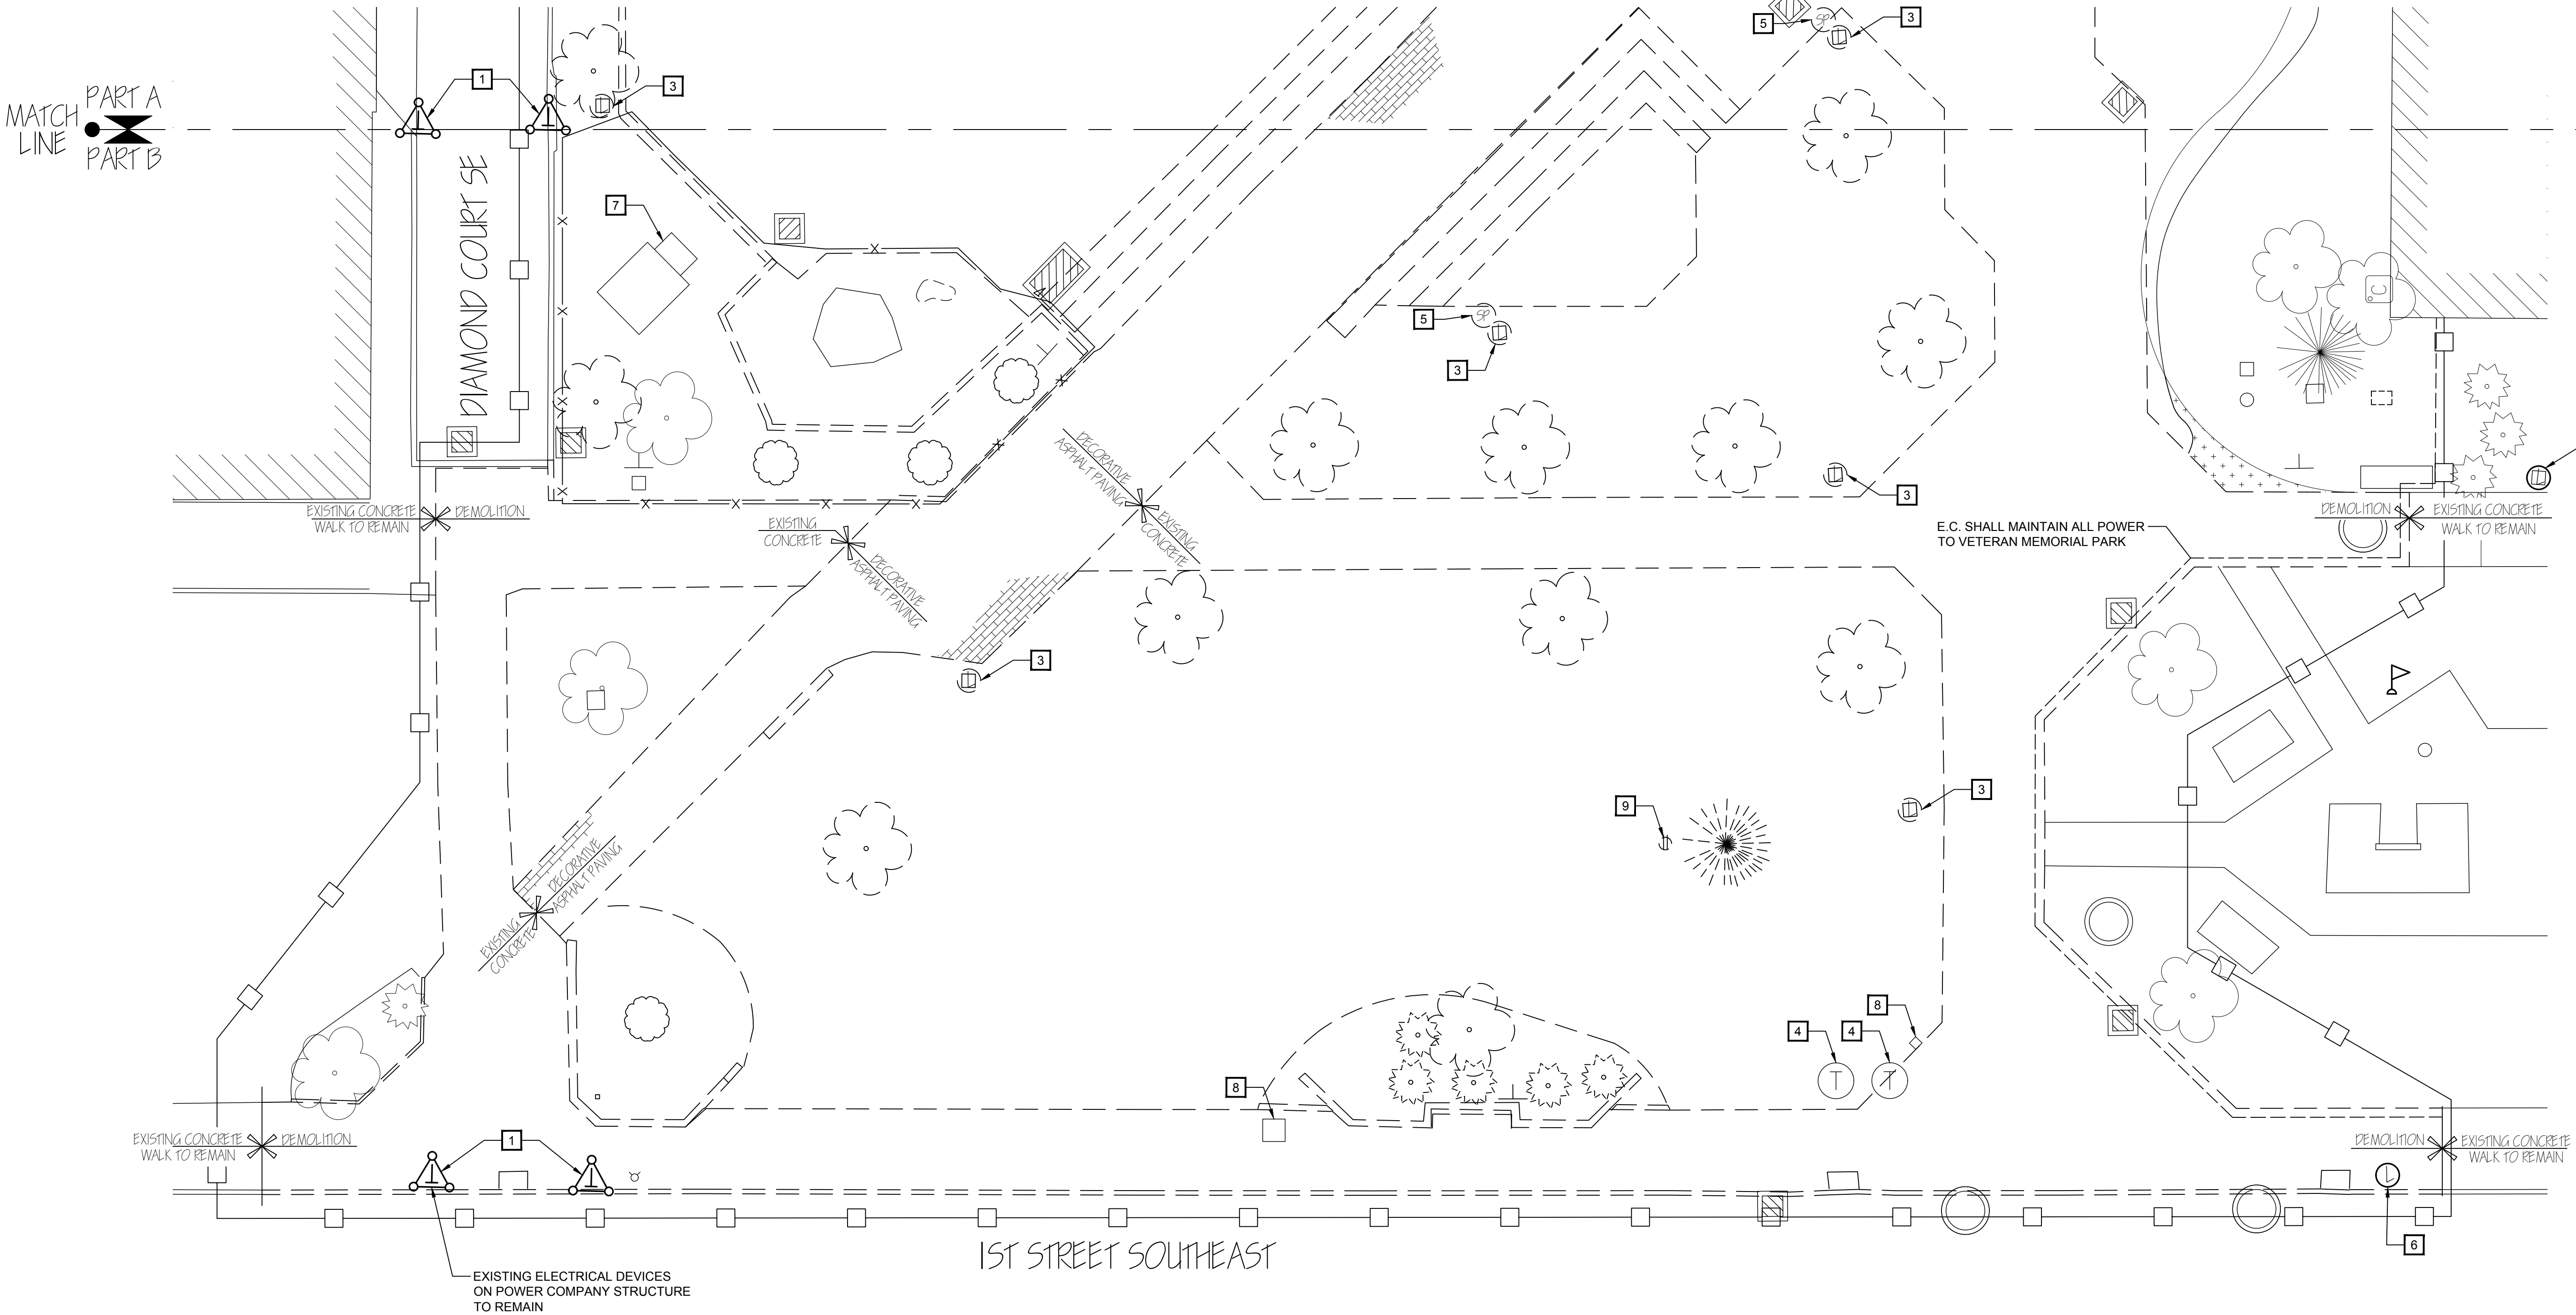 5
SP
3
MATCH
LINE
PART A
PART B
1
3
DIAMOND COURT SE
7
5
SP
3
C
3
EXISTING CONCRETE
WALK TO REMAIN
DEMOLITION
EXISTING
CONCRETE
DECORATIVE
ASPHALT PAVING
DECORATIVE
ASPHALT PAVING
EXISTING
CONCRETE
E.C. SHALL MAINTAIN ALL POWER
TO VETERAN MEMORIAL PARK
DEMOLITION
EXISTING CONCRETE
WALK TO REMAIN
3
9
3
DECORATIVE
ASPHALT PAVING
EXISTING
CONCRETE
8
4
4
8
T
T
EXISTING CONCRETE
WALK TO REMAIN
DEMOLITION
1
DEMOLITION
EXISTING CONCRETE
WALK TO REMAIN
L
6
1ST STREET SOUTHEAST
EXISTING ELECTRICAL DEVICES
ON POWER COMPANY STRUCTURE
TO REMAIN